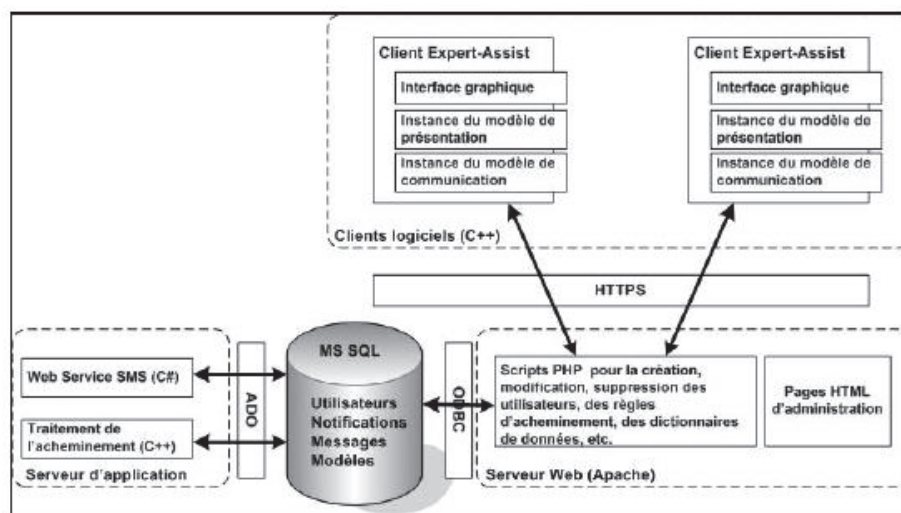 Client Expert-Assist
Interface graphique
Instance du modèle de
présentation
Instance du modèle de
communication
Client Expert-Assist
Interface graphique
Instance du modèle de
présentation
Instance du modèle de
communication
Clients logiciels (C++)
HTTPS
Web Service SMS (C#)
Traitement de
l'acheminement (C++)
Serveur d'application
ADO
MS SQL
Utilisateurs
Notifications
Messages
Modèles
ODBC
Scripts PHP pour la création,
modification, suppression des
utilisateurs, des règles
d'acheminement, des dictionnaires
de données, etc.
Pages HTML
d'administration
Serveur Web (Apache)